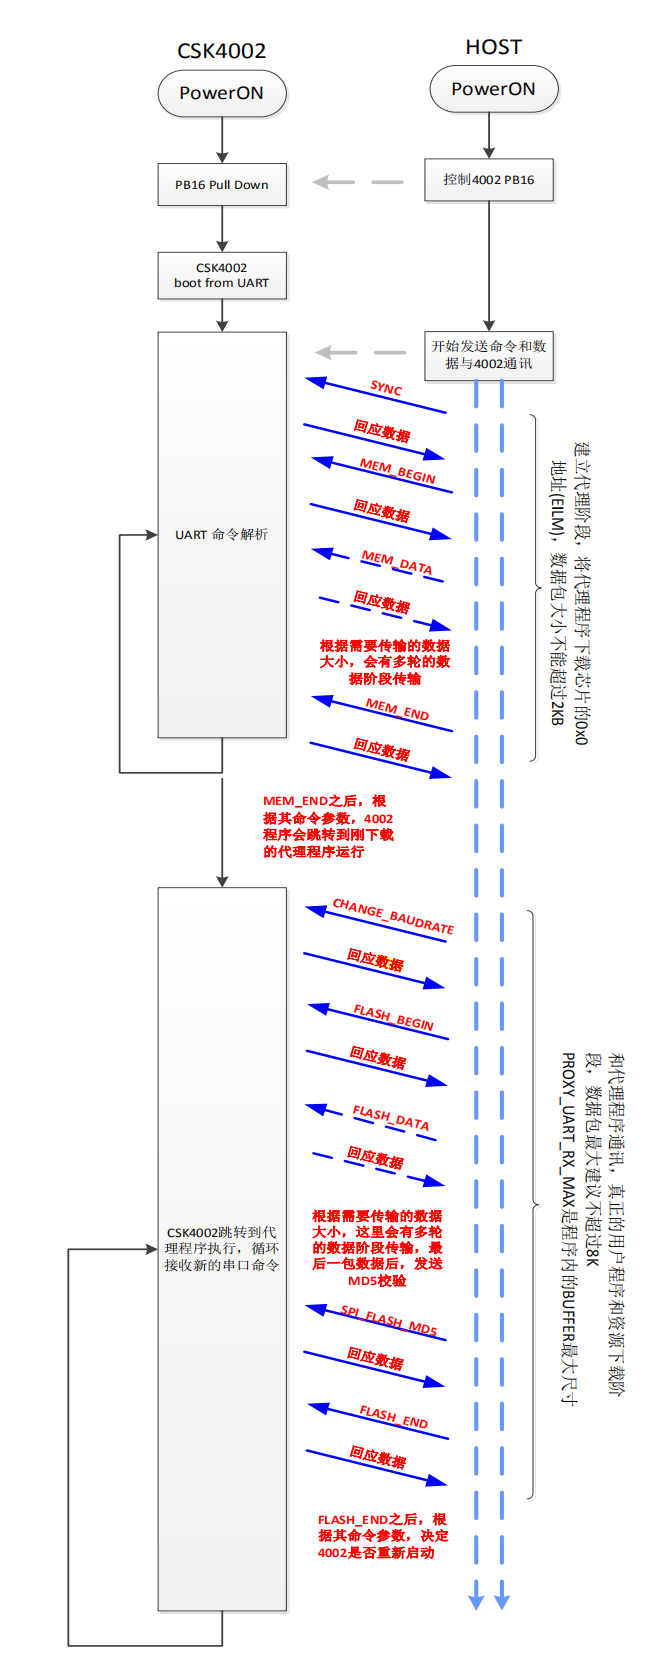 CSK4002
HOST
PowerON
PowerON
PB16 Pull Down
控制4002 PB16
CSK4002
boot from UART
开始发送命令和数
据与4002通讯
UART 命令解析
SYNC
回应数据
MEM_BEGIN
回应数据
MEM_DATA
回应数据
根据需要传输的数据
大小，会有多轮的数
据阶段传输
MEM_END
回应数据
建立代理阶段，将代理程序下载芯片的0x0
地址(EILM)，数据包大小不能超过2KB
MEM_END之后，根
据其命令参数，4002
程序会跳转到刚下载
的代理程序运行
CSK4002跳转到代
理程序执行，循环
接收新的串口命令
CHANGE_BAUDRATE
回应数据
FLASH_BEGIN
回应数据
FLASH_DATA
回应数据
根据需要传输的数据
大小，这里会有多轮
的数据阶段传输，最
后一包数据后，发送
MD5校验
SPI_FLASH_MD5
回应数据
FLASH_END
回应数据
和代理程序通讯，真正的用户程序和资源下载阶
段，数据包最大建议不超过8K
PROXY_UART_RX_MAX是程序内的BUFFER最大尺寸
FLASH_END之后，根
据其命令参数，决定
4002是否重新启动